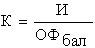 К = И
ОФбал